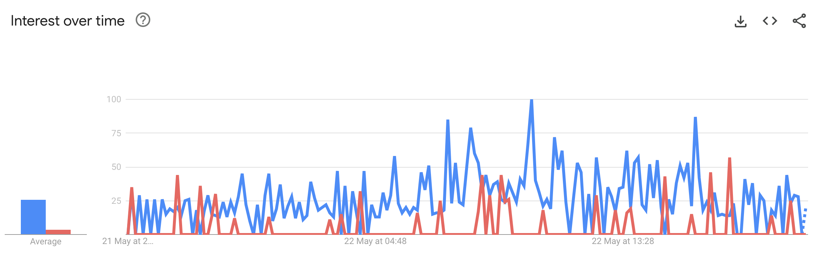 Interest over time
100
75
50
25
Average
21 May at 2...
22 May at 04:48
22 May at 13:28